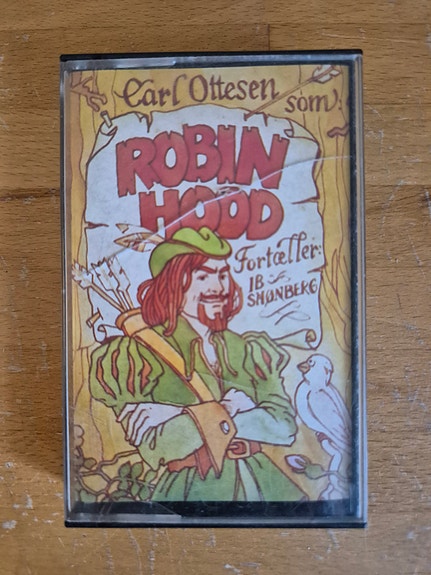 Carl Ottesen
som:
ROBIN
HOOD
Fortæller:
IB
SHØNBERG